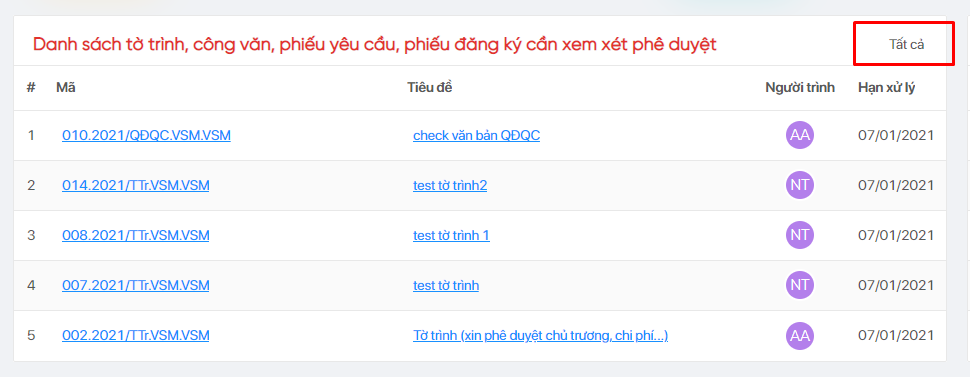 Danh sách tờ trình, công văn, phiếu yêu cầu, phiếu đăng ký cần xem xét phê duyệt Tất cả
# Mã Tiêu đề Người trình Hạn xử lý
1 010.2021/QĐQC.VSM.VSM check văn bản QĐQC AA 07/01/2021
2 014.2021/TTr.VSM.VSM test tờ trình2 NT 07/01/2021
3 008.2021/TTr.VSM.VSM test tờ trình 1 NT 07/01/2021
4 007.2021/TTr.VSM.VSM test tờ trình NT 07/01/2021
5 002.2021/TTr.VSM.VSM Tờ trình (xin phê duyệt chủ trương, chi phí...) AA 07/01/2021